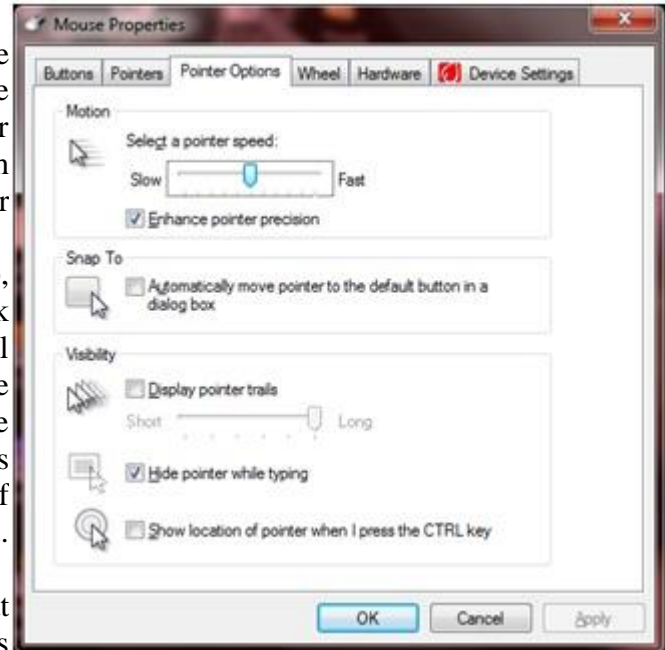 Mouse Properties
Buttons Pointers Pointer Options Wheel Hardware Device Settings
Motion
Select a pointer speed:
Slow Fast
Enhance pointer precision
Snap To
Automatically move pointer to the default button in a
dialog box
Visibility
Display pointer trails
Short Long
Hide pointer while typing
Show location of pointer when I press the CTRL key
OK Cancel Apply